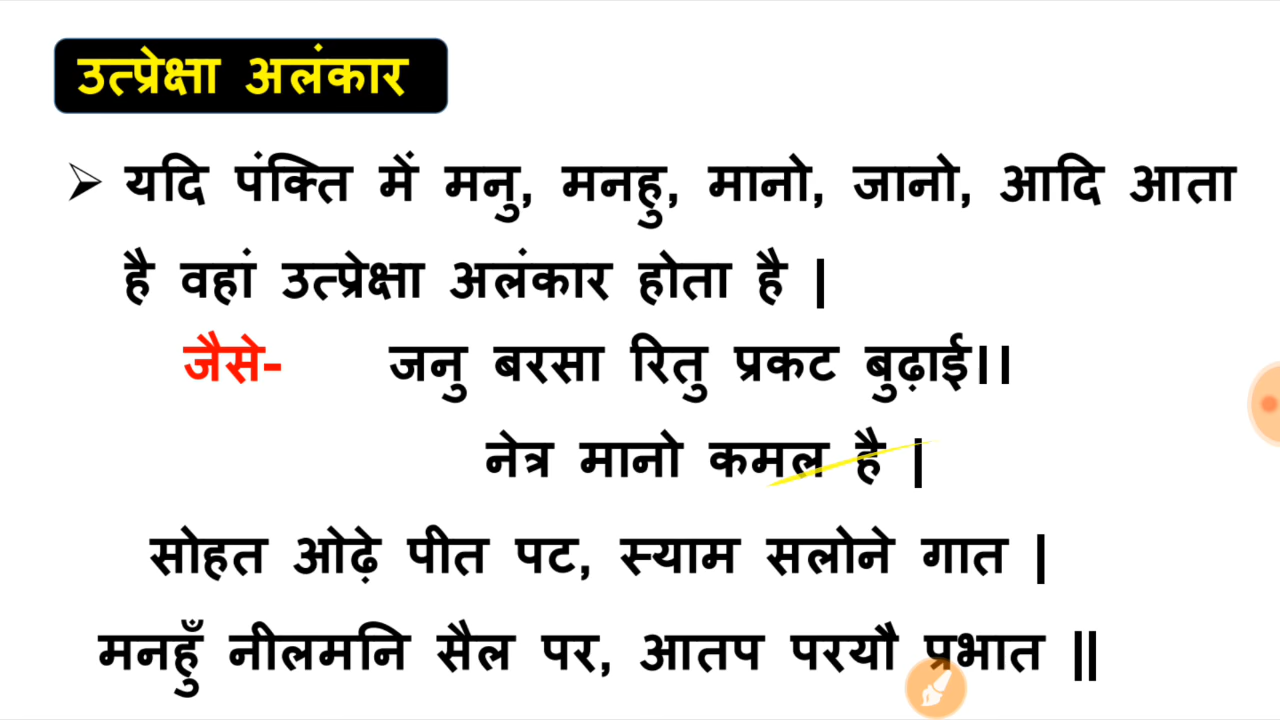 उत्प्रेक्षा अलंकार
➢ यदि पंक्ति में मनु, मनहु, मानो, जानो, आदि आता
है वहां उत्प्रेक्षा अलंकार होता है |
जैसे- जनु बरसा रितु प्रकट बुढ़ाई।।
नेत्र मानो कमल है |
सोहत ओढ़े पीत पट, स्याम सलोने गात |
मनहुँ नीलमनि सैल पर, आतप परयौ प्रभात ||